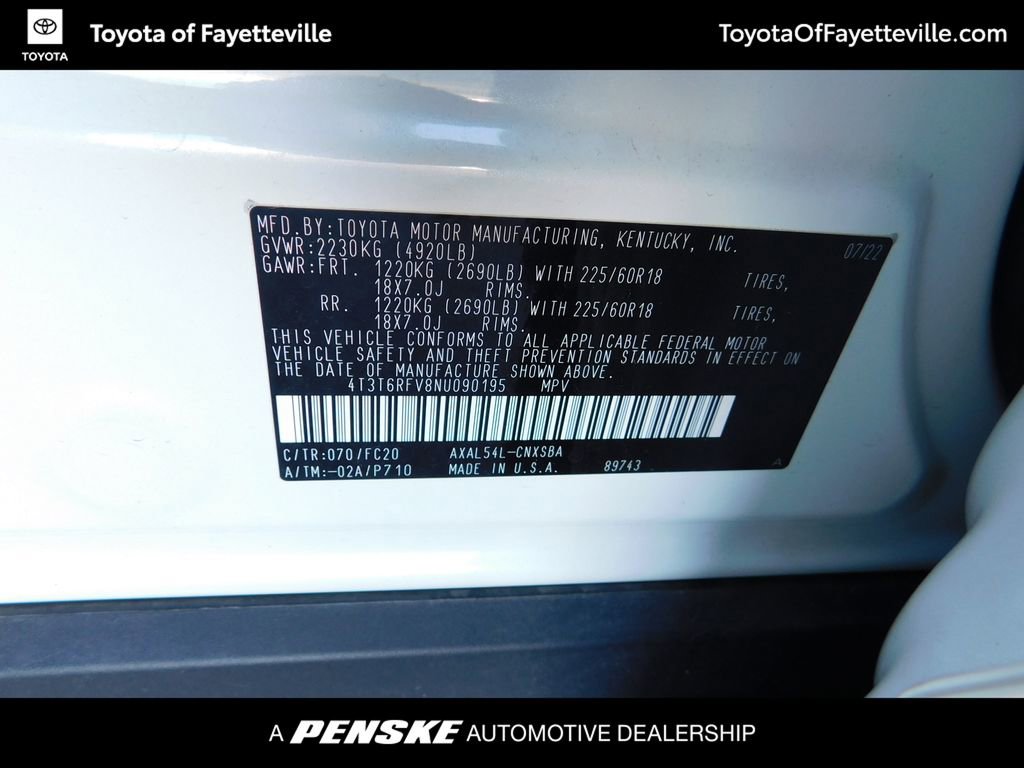 TOYOTA
Toyota of Fayetteville
ToyotaOfFayetteville.com
MFD.BY:TOYOTA MOTOR MANUFACTURING, KENTUCKY, INC. 07/22
GVWR:2230KG (4920LB)
GAWR:FRT. 1220KG (2690LB) WITH 225/60R18 TIRES,
18X7.0J RIMS.
RR. 1220KG (2690LB) WITH 225/60R18 TIRES,
18X7.0J RIMS.
THIS VEHICLE CONFORMS TO ALL APPLICABLE FEDERAL MOTOR
VEHICLE SAFETY AND THEFT PREVENTION STANDARDS IN EFFECT ON
THE DATE OF MANUFACTURE SHOWN ABOVE.
4T3T6RFV8NU090195 MPV
C/TR:070/FC20 AXAL54L-CNXSBA
A/TM:-02A/P710 MADE IN U.S.A. 89743 A
A PENSKE AUTOMOTIVE DEALERSHIP